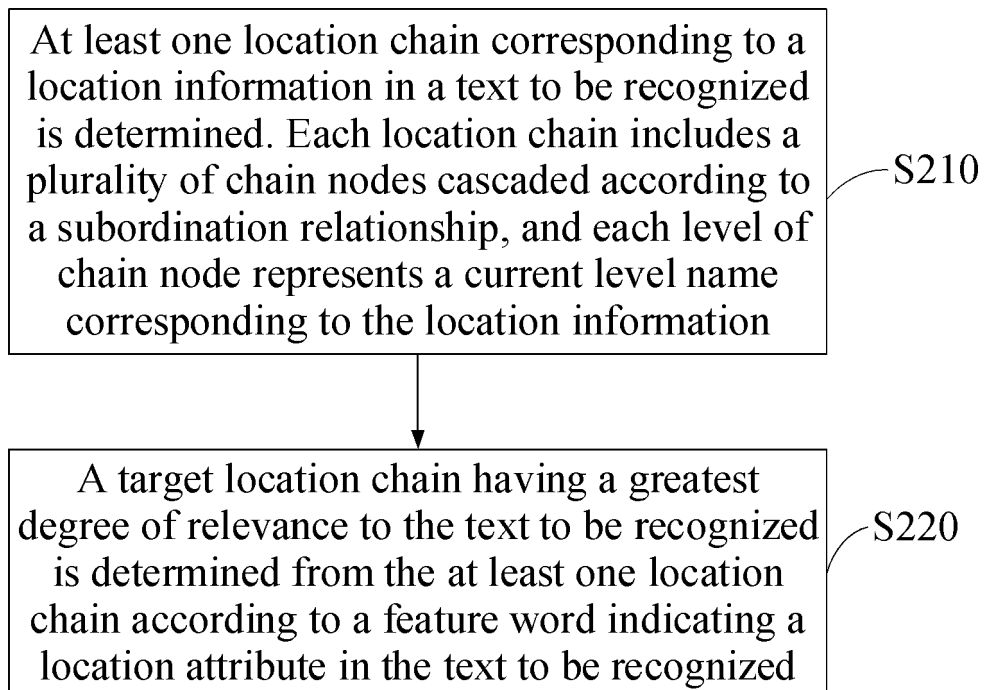 At least one location chain corresponding to a
location information in a text to be recognized
is determined. Each location chain includes a
plurality of chain nodes cascaded according to
a subordination relationship, and each level of
chain node represents a current level name
corresponding to the location information
S210
A target location chain having a greatest
degree of relevance to the text to be recognized
is determined from the at least one location
chain according to a feature word indicating a
location attribute in the text to be recognized
S220